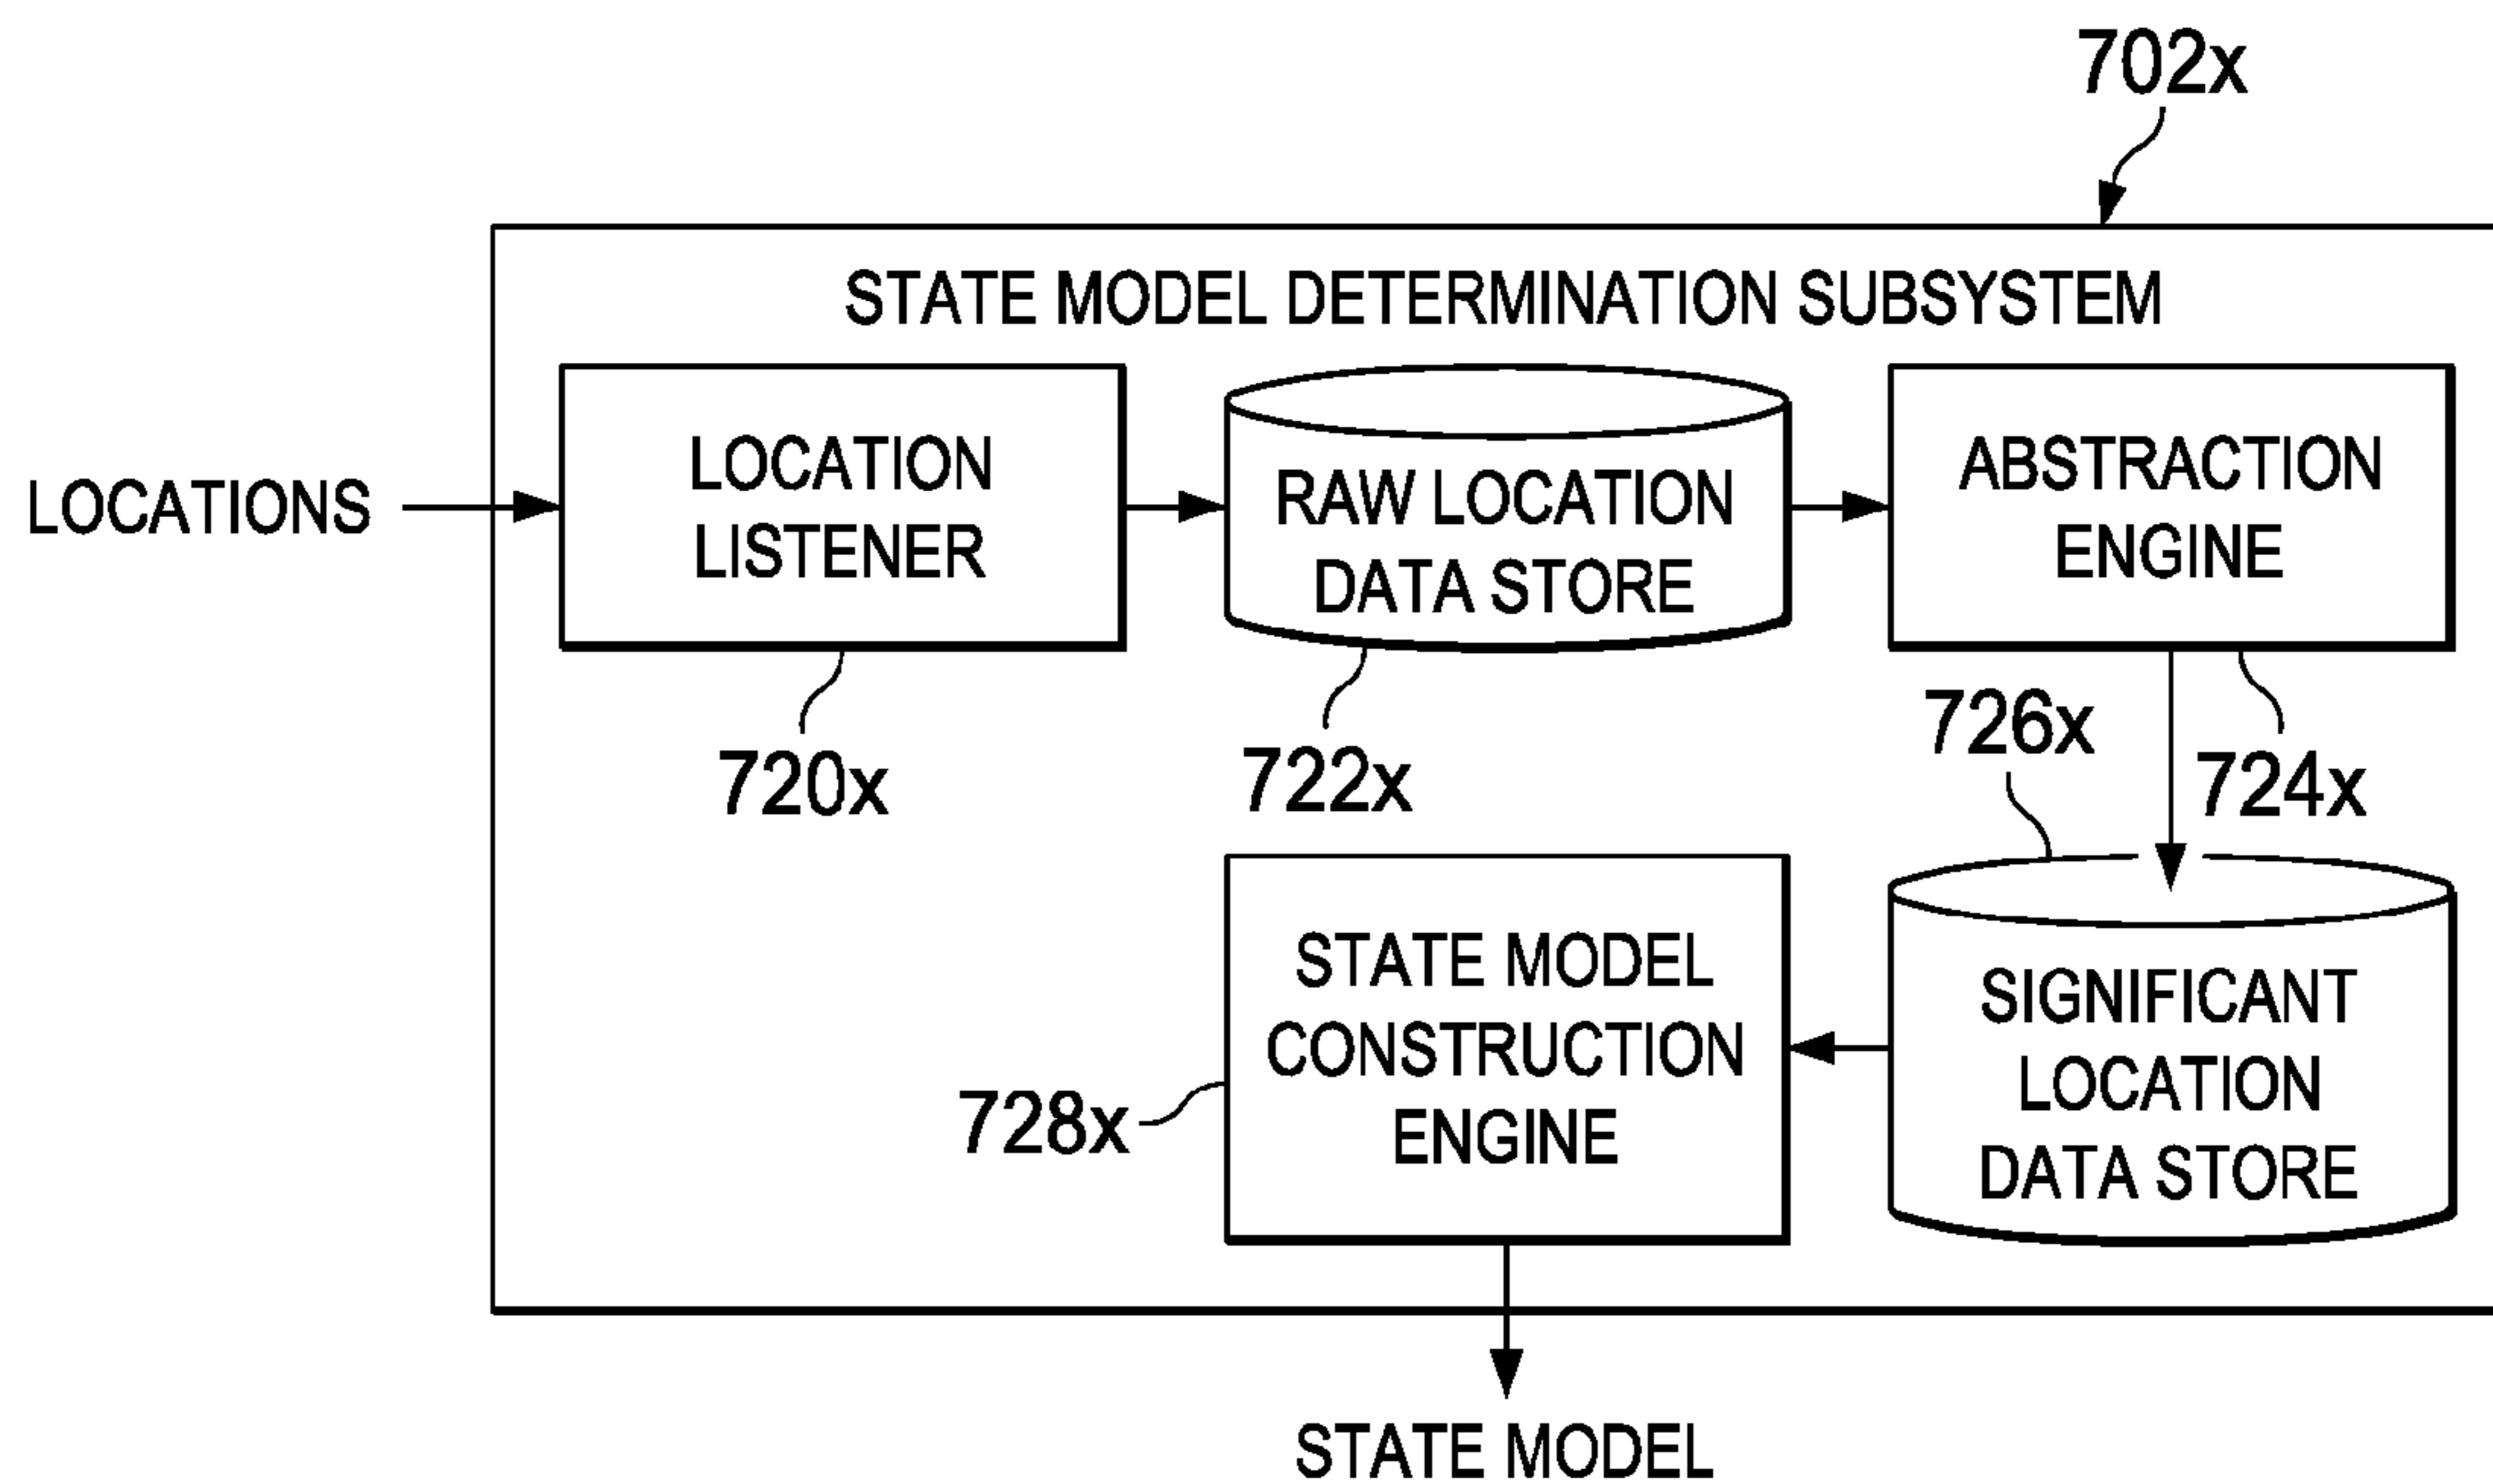 702x
STATE MODEL DETERMINATION SUBSYSTEM
LOCATIONS
LOCATION
LISTENER
RAW LOCATION
DATA STORE
ABSTRACTION
ENGINE
720x
722x
726x
724x
STATE MODEL
CONSTRUCTION
ENGINE
728x
SIGNIFICANT
LOCATION
DATA STORE
STATE MODEL